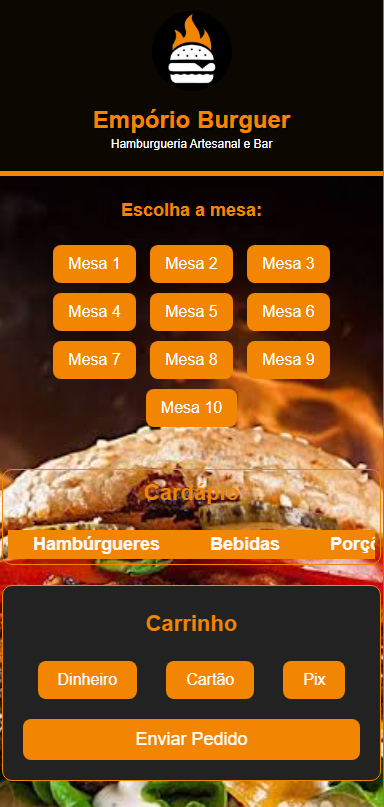 Empório Burguer
Hamburgueria Artesanal e Bar
Escolha a mesa:
Mesa 1 Mesa 2 Mesa 3
Mesa 4 Mesa 5 Mesa 6
Mesa 7 Mesa 8 Mesa 9
Mesa 10
Cardápio
Hambúrgueres Bebidas Porçõ
Carrinho
Dinheiro Cartão Pix
Enviar Pedido